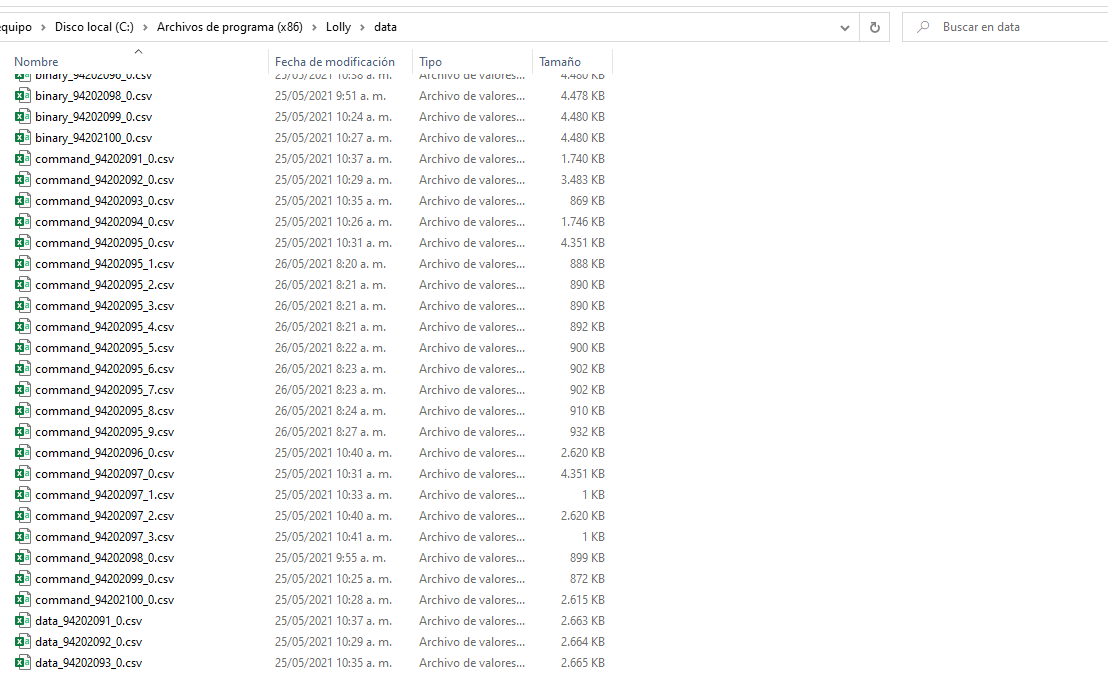 equipo > Disco local (C:) > Archivos de programa (x86) > Lolly > data Buscar en data
Nombre Fecha de modificación Tipo Tamaño
binary_94202096_0.csv 25/05/2021 10:38 a. m. Archivo de valores... 4.480 KB
binary_94202098_0.csv 25/05/2021 9:51 a. m. Archivo de valores... 4.478 KB
binary_94202099_0.csv 25/05/2021 10:24 a. m. Archivo de valores... 4.480 KB
binary_94202100_0.csv 25/05/2021 10:27 a. m. Archivo de valores... 4.480 KB
command_94202091_0.csv 25/05/2021 10:37 a. m. Archivo de valores... 1.740 KB
command_94202092_0.csv 25/05/2021 10:29 a. m. Archivo de valores... 3.483 KB
command_94202093_0.csv 25/05/2021 10:35 a. m. Archivo de valores... 869 KB
command_94202094_0.csv 25/05/2021 10:26 a. m. Archivo de valores... 1.746 KB
command_94202095_0.csv 25/05/2021 10:31 a. m. Archivo de valores... 4.351 KB
command_94202095_1.csv 26/05/2021 8:20 a. m. Archivo de valores... 888 KB
command_94202095_2.csv 26/05/2021 8:21 a. m. Archivo de valores... 890 KB
command_94202095_3.csv 26/05/2021 8:21 a. m. Archivo de valores... 890 KB
command_94202095_4.csv 26/05/2021 8:21 a. m. Archivo de valores... 892 KB
command_94202095_5.csv 26/05/2021 8:22 a. m. Archivo de valores... 900 KB
command_94202095_6.csv 26/05/2021 8:23 a. m. Archivo de valores... 902 KB
command_94202095_7.csv 26/05/2021 8:23 a. m. Archivo de valores... 902 KB
command_94202095_8.csv 26/05/2021 8:24 a. m. Archivo de valores... 910 KB
command_94202095_9.csv 26/05/2021 8:27 a. m. Archivo de valores... 932 KB
command_94202096_0.csv 25/05/2021 10:40 a. m. Archivo de valores... 2.620 KB
command_94202097_0.csv 25/05/2021 10:31 a. m. Archivo de valores... 4.351 KB
command_94202097_1.csv 25/05/2021 10:33 a. m. Archivo de valores... 1 KB
command_94202097_2.csv 25/05/2021 10:40 a. m. Archivo de valores... 2.620 KB
command_94202097_3.csv 25/05/2021 10:41 a. m. Archivo de valores... 1 KB
command_94202098_0.csv 25/05/2021 9:55 a. m. Archivo de valores... 899 KB
command_94202099_0.csv 25/05/2021 10:25 a. m. Archivo de valores... 872 KB
command_94202100_0.csv 25/05/2021 10:28 a. m. Archivo de valores... 2.615 KB
data_94202091_0.csv 25/05/2021 10:37 a. m. Archivo de valores... 2.663 KB
data_94202092_0.csv 25/05/2021 10:29 a. m. Archivo de valores... 2.664 KB
data_94202093_0.csv 25/05/2021 10:35 a. m. Archivo de valores... 2.665 KB